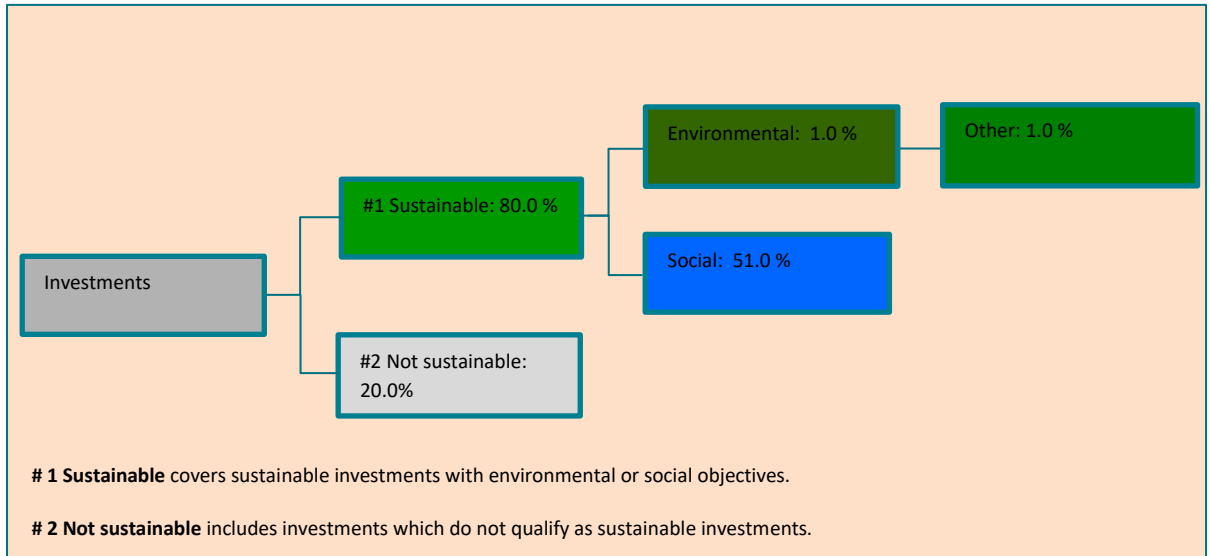 Environmental: 1.0 %
Other: 1.0 %
#1 Sustainable: 80.0 %
Social: 51.0 %
Investments
#2 Not sustainable:
20.0%
# 1 Sustainable covers sustainable investments with environmental or social objectives.
# 2 Not sustainable includes investments which do not qualify as sustainable investments.